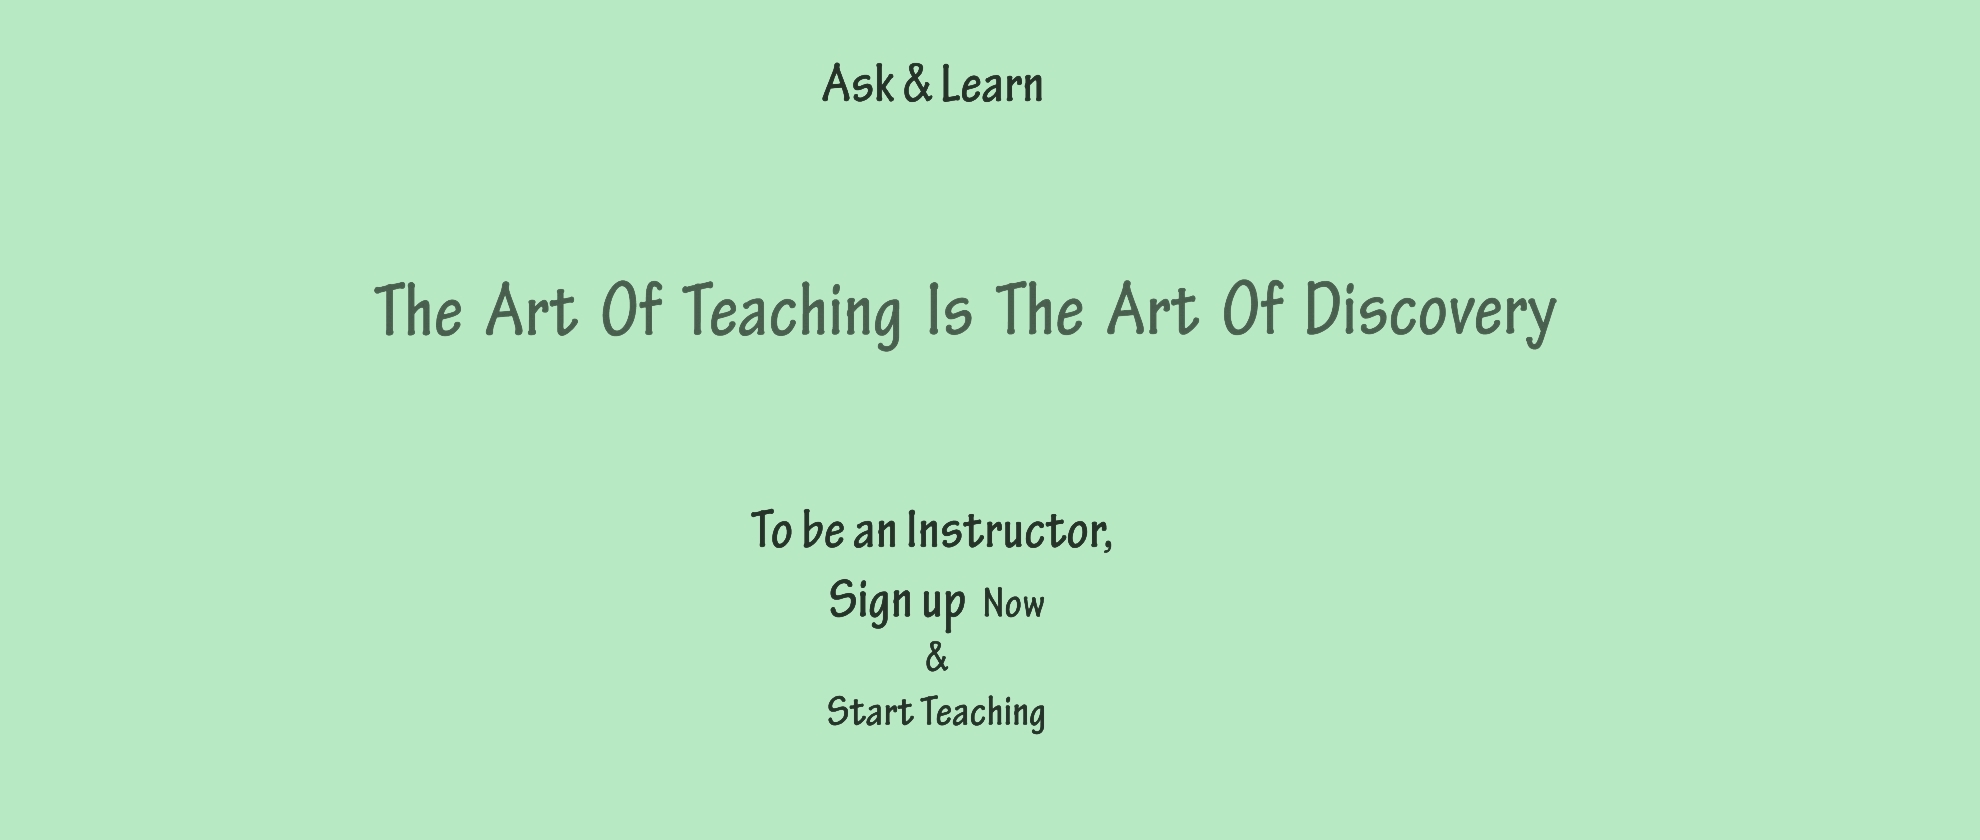 Ask & Learn
The Art Of Teaching Is The Art Of Discovery
To be an Instructor,
Sign up Now
&
Start Teaching